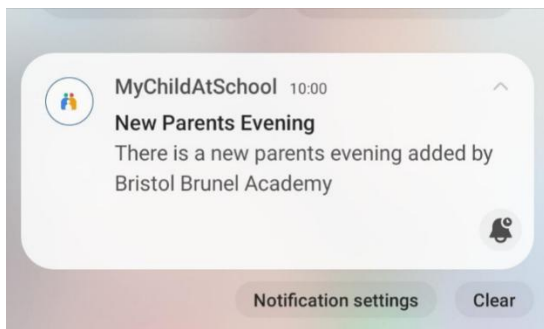 MyChildAtSchool 10:00
New Parents Evening
There is a new parents evening added by
Bristol Brunel Academy
Notification settings
Clear